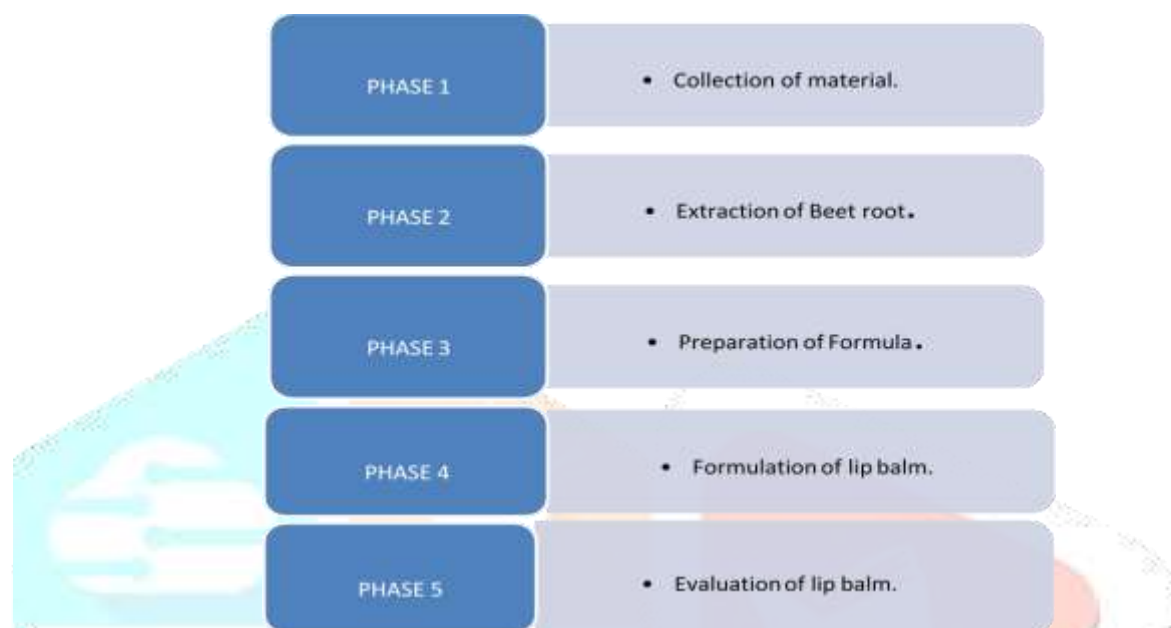 PHASE 1
• Collection of material.
PHASE 2
• Extraction of Beet root.
PHASE 3
• Preparation of Formula.
PHASE 4
• Formulation of lip balm.
PHASE 5
• Evaluation of lip balm.